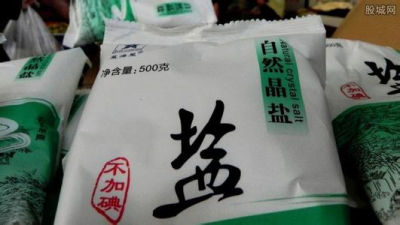 股城网
自然晶盐
Natural crystal salt
净含量:500克
盐
不加碘
盐